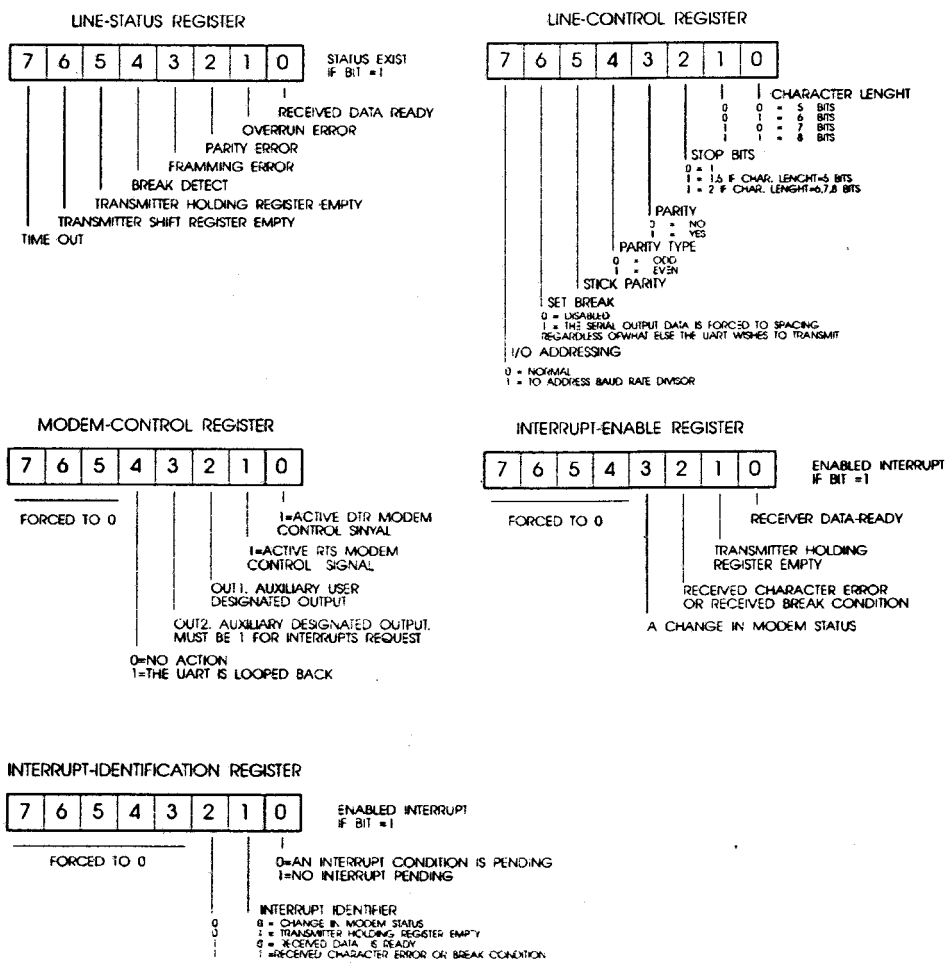 LINE-STATUS REGISTER
7 6 5 4 3 2 1 0
STATUS EXIST
IF BIT =1
RECEIVED DATA READY
OVERRUN ERROR
PARITY ERROR
FRAMMING ERROR
BREAK DETECT
TRANSMITTER HOLDING REGISTER EMPTY
TRANSMITTER SHIFT REGISTER EMPTY
TIME OUT
LINE-CONTROL REGISTER
7 6 5 4 3 2 1 0
CHARACTER LENGHT
0 0 = 5 BITS
0 1 = 6 BITS
1 0 = 7 BITS
1 1 = 8 BITS
STOP BITS
0 = 1
1 = 1.5 IF CHAR. LENGHT=5 BITS
1 = 2 IF CHAR. LENGHT=6,7,8 BITS
PARITY
0 = NO
1 = YES
PARITY TYPE
0 = ODD
1 = EVEN
STICK PARITY
SET BREAK
0 = DISABLED
1 = THE SERIAL OUTPUT DATA IS FORCED TO SPACING
REGARDLESS OFWHAT ELSE THE UART WISHES TO TRANSMIT
I/O ADDRESSING
0 = NORMAL
1 = TO ADDRESS BAUD RATE DIVISOR
MODEM-CONTROL REGISTER
7 6 5 4 3 2 1 0
FORCED TO 0
1=ACTIVE DTR MODEM
CONTROL SINYAL
1=ACTIVE RTS MODEM
CONTROL SIGNAL
OUT1. AUXILIARY USER
DESIGNATED OUTPUT
OUT2. AUXILIARY DESIGNATED OUTPUT.
MUST BE 1 FOR INTERRUPTS REQUEST
0=NO ACTION
1=THE UART IS LOOPED BACK
INTERRUPT-ENABLE REGISTER
7 6 5 4 3 2 1 0
ENABLED INTERRUPT
IF BIT =1
FORCED TO 0
RECEIVER DATA-READY
TRANSMITTER HOLDING
REGISTER EMPTY
RECEIVED CHARACTER ERROR
OR RECEIVED BREAK CONDITION
A CHANGE IN MODEM STATUS
INTERRUPT-IDENTIFICATION REGISTER
7 6 5 4 3 2 1 0
ENABLED INTERRUPT
IF BIT =1
FORCED TO 0
0=AN INTERRUPT CONDITION IS PENDING
1=NO INTERRUPT PENDING
INTERRUPT IDENTIFIER
0 0 = CHANGE IN MODEM STATUS
0 1 = TRANSMITTER HOLDING REGISTER EMPTY
1 0 = RECEIVED DATA IS READY
1 1 =RECEIVED CHARACTER ERROR OR BREAK CONDITION